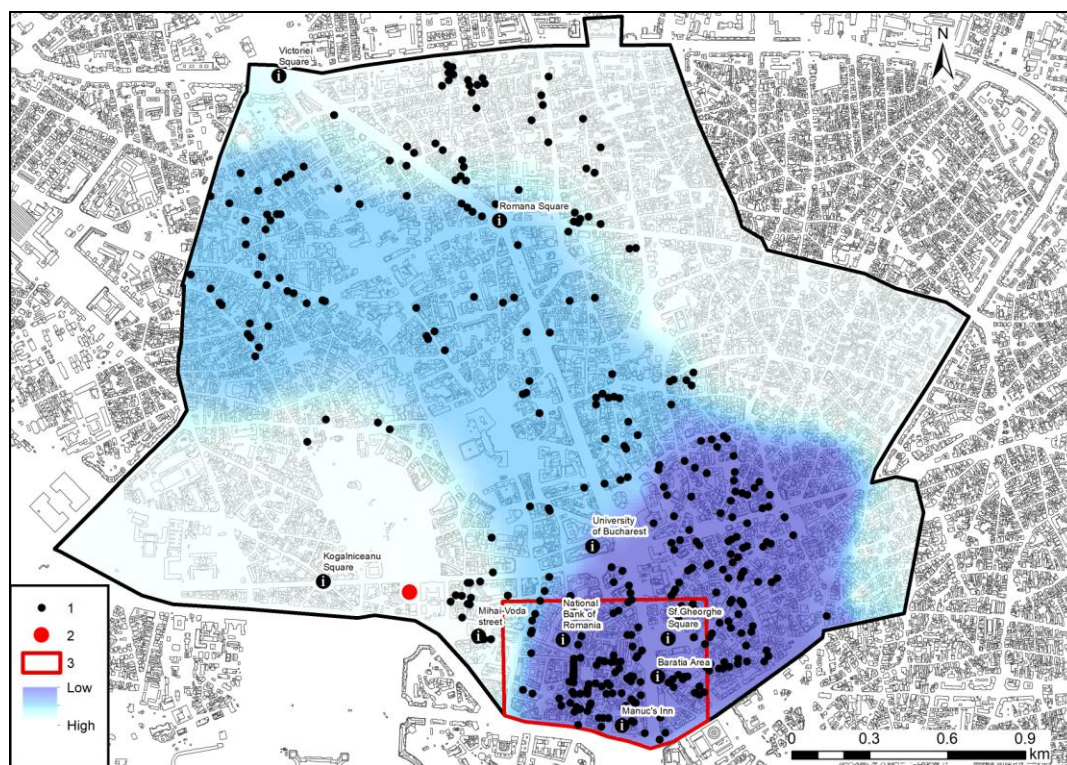 Victoriei
Square
N
Romana Square
University
of Bucharest
Kogalniceanu
Square
Mihai-Voda
street
National
Bank of
Romania
Sf.Gheorghe
Square
Baratia Area
Manuc's Inn
1
2
3
Low
High
0 0.3 0.6 0.9
km